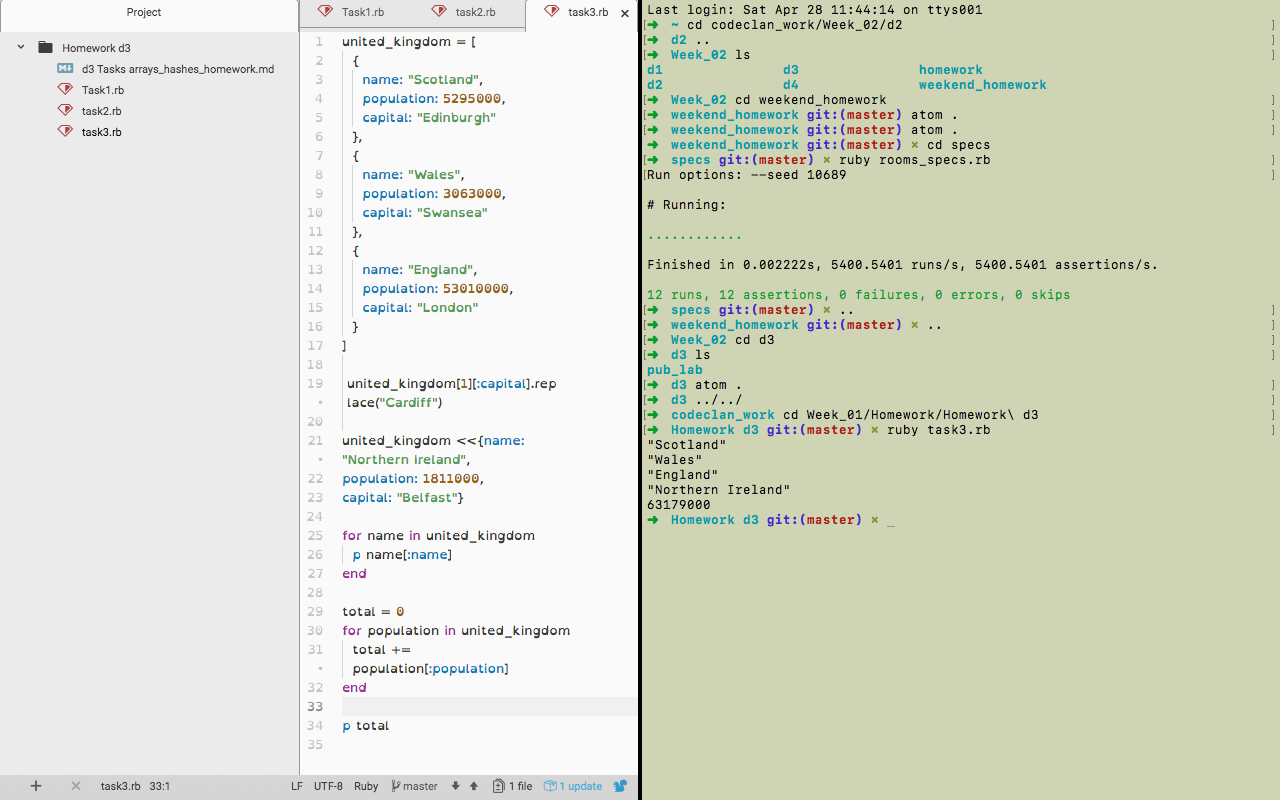 Project
Homework d3
d3 Tasks arrays_hashes_homework.md
Task1.rb
task2.rb
task3.rb
Task1.rb
task2.rb
task3.rb
1 united_kingdom = [
2 {
3 name: "Scotland",
4 population: 5295000,
5 capital: "Edinburgh"
6 },
7 {
8 name: "Wales",
9 population: 3063000,
10 capital: "Swansea"
11 },
12 {
13 name: "England",
14 population: 53010000,
15 capital: "London"
16 }
17 ]
18
19 united_kingdom[1][:capital].rep
• lace("Cardiff")
20
21 united_kingdom <<{name:
• "Northern Ireland",
22 population: 1811000,
23 capital: "Belfast"}
24
25 for name in united_kingdom
26 p name[:name]
27 end
28
29 total = 0
30 for population in united_kingdom
31 total +=
• population[:population]
32 end
33
34 p total
35
task3.rb 33:1
LF UTF-8 Ruby master 1 file 1 update
Last login: Sat Apr 28 11:44:14 on ttys001
[➜ ~ cd codeclan_work/Week_02/d2 ]
[➜ d2 .. ]
[➜ Week_02 ls ]
d1 d3 homework
d2 d4 weekend_homework
[➜ Week_02 cd weekend_homework ]
[➜ weekend_homework git:(master) atom . ]
[➜ weekend_homework git:(master) atom . ]
[➜ weekend_homework git:(master) × cd specs ]
[➜ specs git:(master) × ruby rooms_specs.rb ]
[Run options: --seed 10689 ]
# Running:
............
Finished in 0.002222s, 5400.5401 runs/s, 5400.5401 assertions/s.
12 runs, 12 assertions, 0 failures, 0 errors, 0 skips
[➜ specs git:(master) × .. ]
[➜ weekend_homework git:(master) × .. ]
[➜ Week_02 cd d3 ]
[➜ d3 ls ]
pub_lab
[➜ d3 atom . ]
[➜ d3 ../../ ]
[➜ codeclan_work cd Week_01/Homework/Homework\ d3 ]
[➜ Homework d3 git:(master) × ruby task3.rb ]
"Scotland"
"Wales"
"England"
"Northern Ireland"
63179000
➜ Homework d3 git:(master) × _